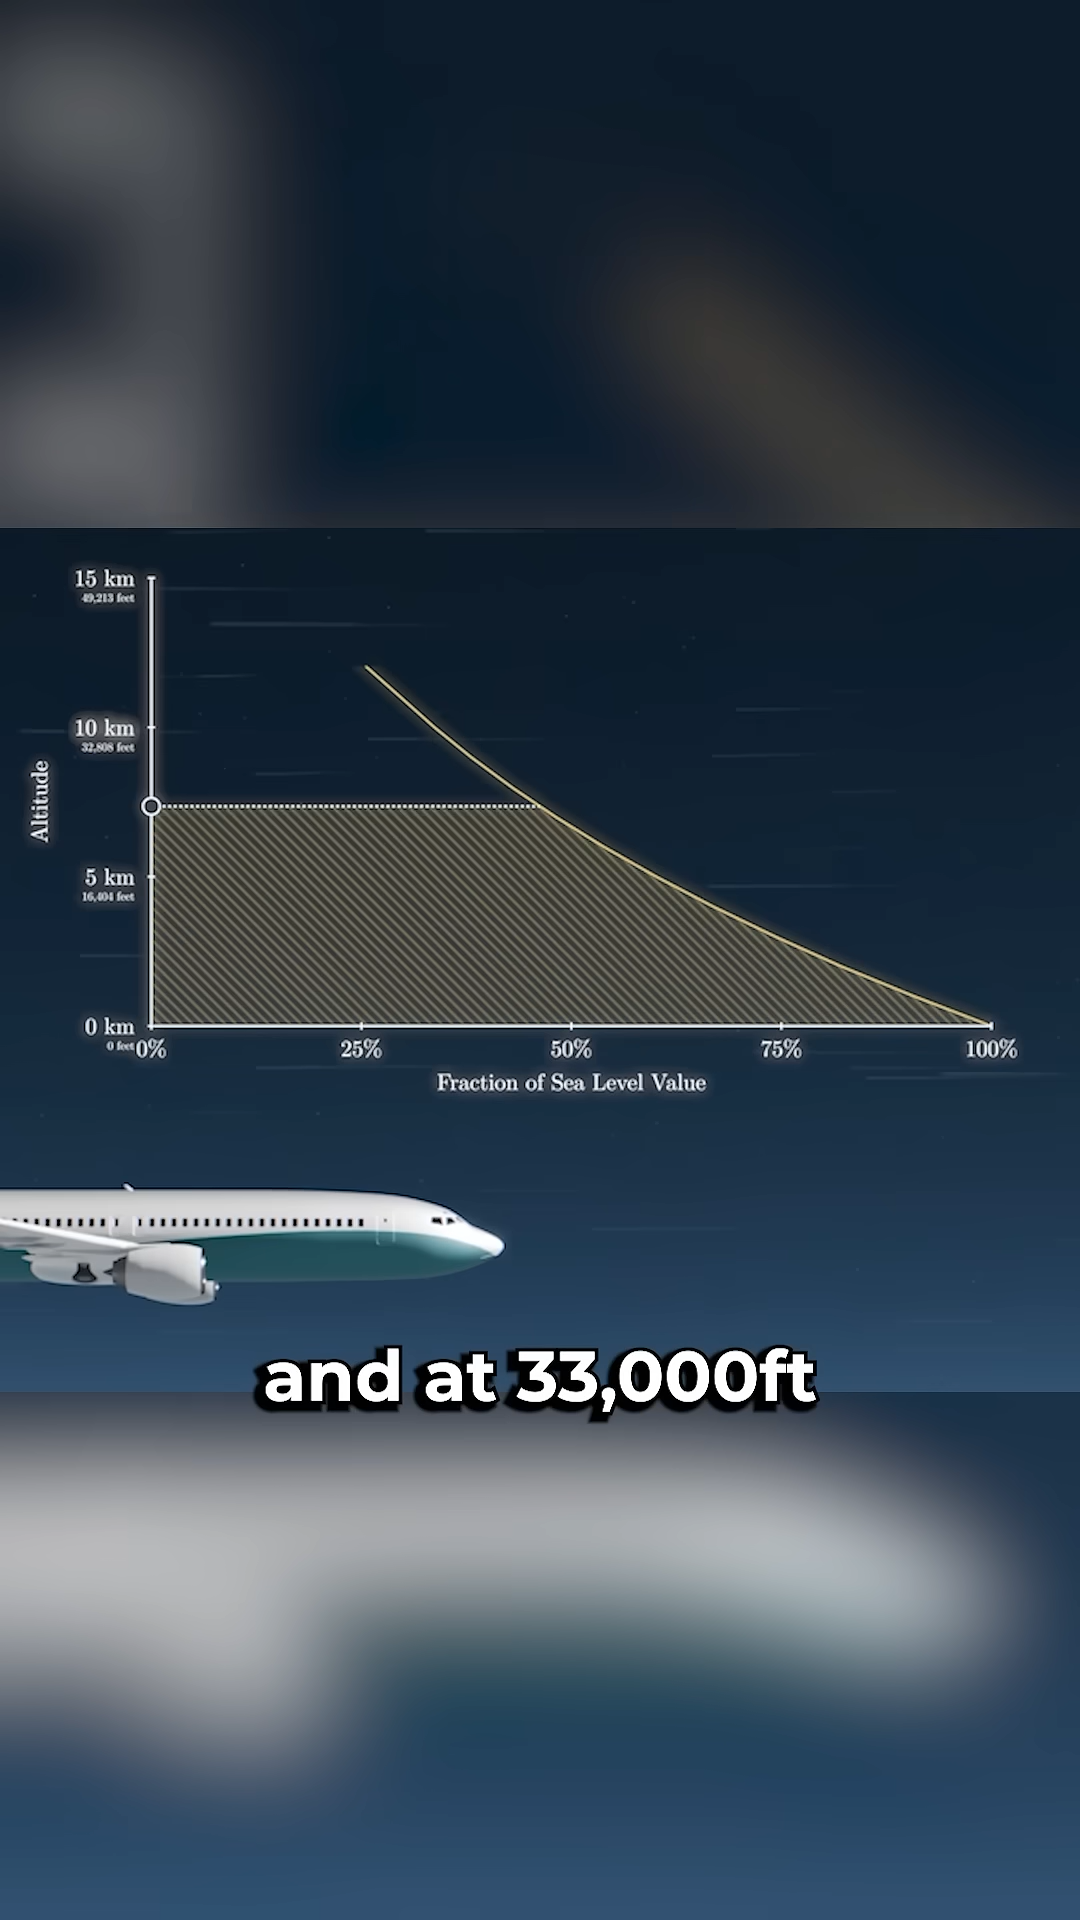 15 km
49,213 feet
10 km
32,808 feet
Altitude
5 km
16,404 feet
0 km
0 feet
0%
25%
50%
75%
100%
Fraction of Sea Level Value
and at 33,000ft